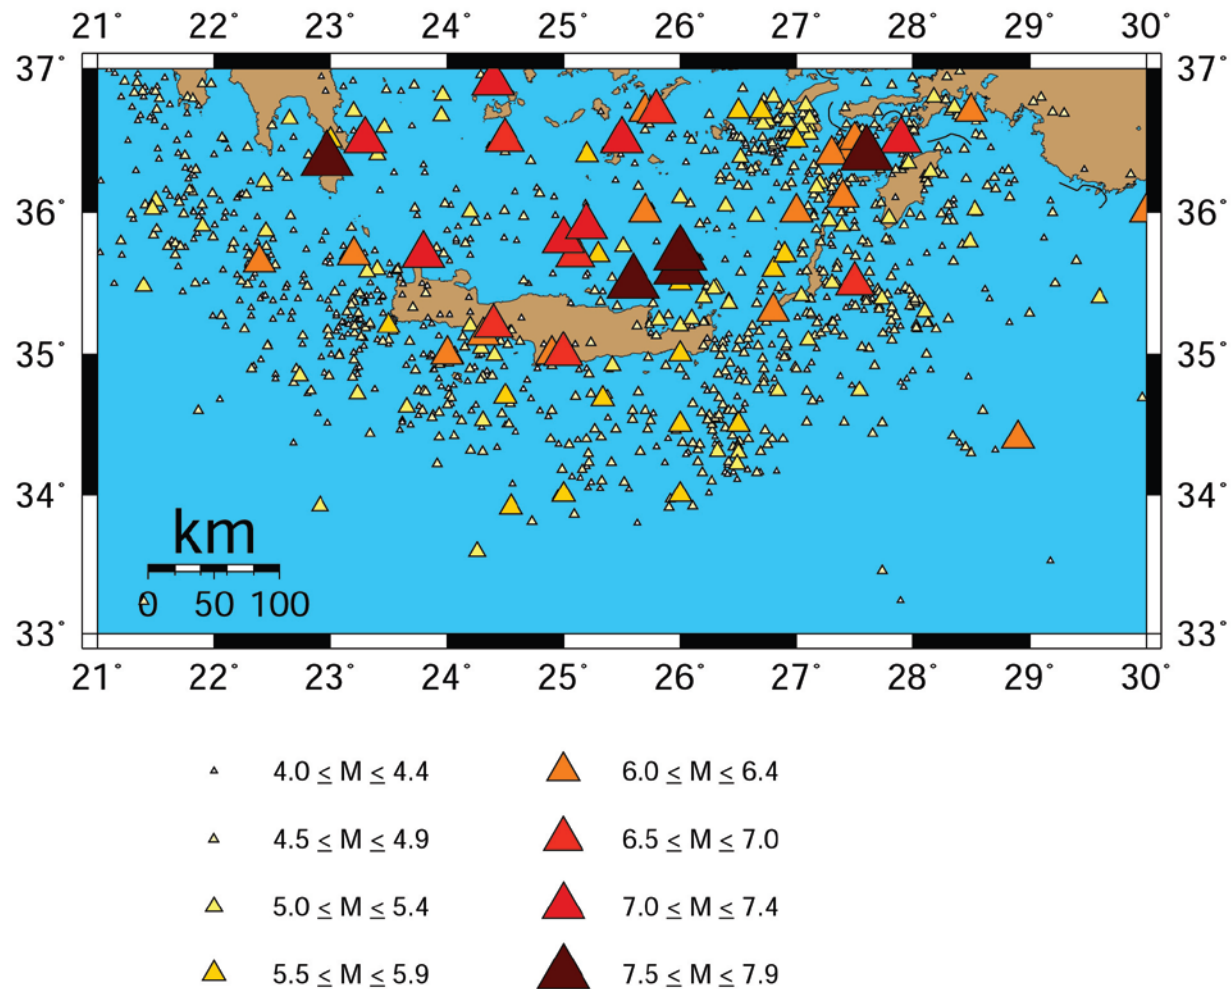 21° 22° 23° 24° 25° 26° 27° 28° 29° 30°
37° 37°
36° 36°
35° 35°
34° 34°
km
0 50 100
33° 33°
21° 22° 23° 24° 25° 26° 27° 28° 29° 30°
4.0 ≤ M ≤ 4.4 6.0 ≤ M ≤ 6.4
4.5 ≤ M ≤ 4.9 6.5 ≤ M ≤ 7.0
5.0 ≤ M ≤ 5.4 7.0 ≤ M ≤ 7.4
5.5 ≤ M ≤ 5.9 7.5 ≤ M ≤ 7.9